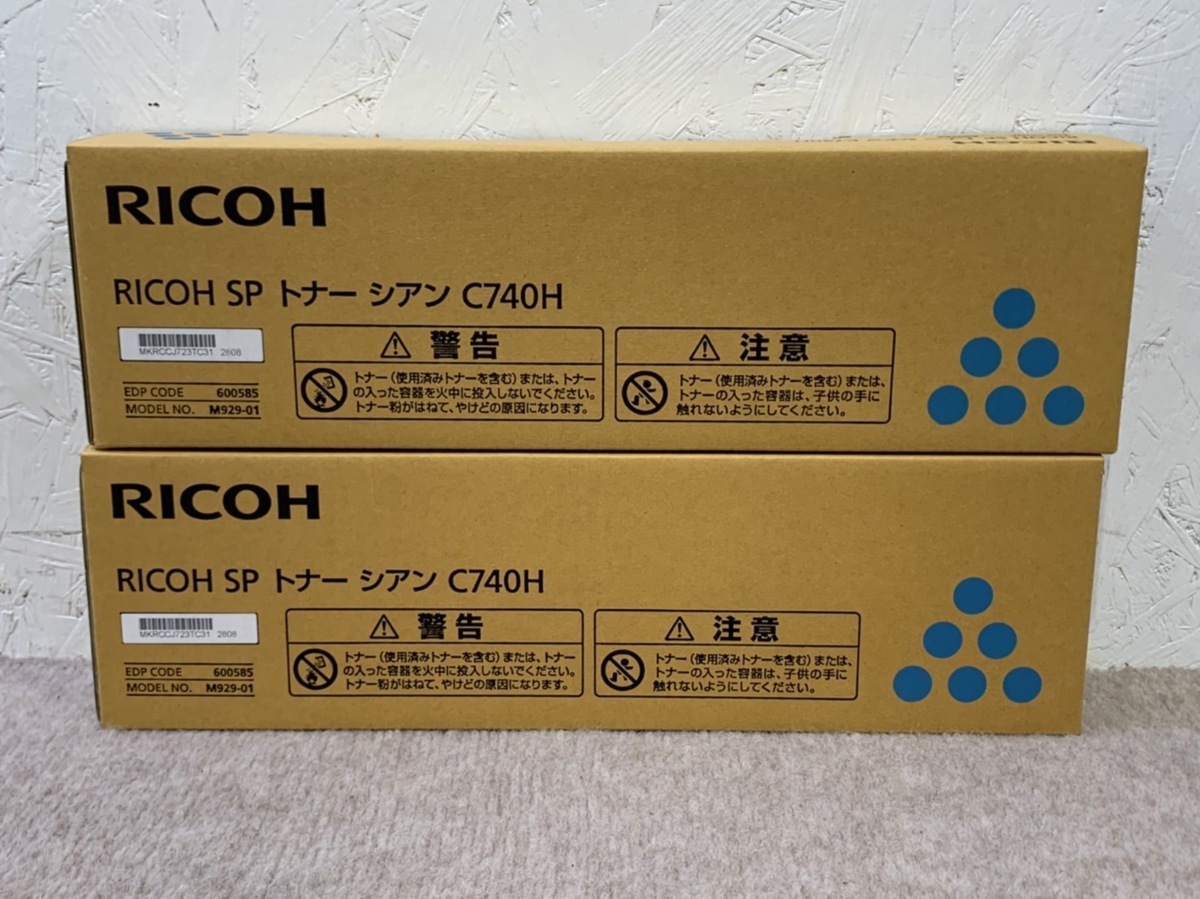 RICOH
RICOH
RICOH SP トナー シアン C740H
MKRCCJ723TC31 2608
EDP CODE 600585
MODEL NO. M929-01
⚠ 警告
トナー（使用済みトナーを含む）または、トナー
の入った容器を火中に投入しないでください。
トナー粉がはねて、やけどの原因になります。
⚠ 注意
トナー（使用済みトナーを含む）または、
トナーの入った容器は、子供の手に
触れないようにしてください。
RICOH
RICOH SP トナー シアン C740H
MKRCCJ723TC31 2808
EDP CODE 600585
MODEL NO. M929-01
⚠ 警告
トナー（使用済みトナーを含む）または、トナー
の入った容器を火中に投入しないでください。
トナー粉がはねて、やけどの原因になります。
⚠ 注意
トナー（使用済みトナーを含む）または、
トナーの入った容器は、子供の手に
触れないようにしてください。